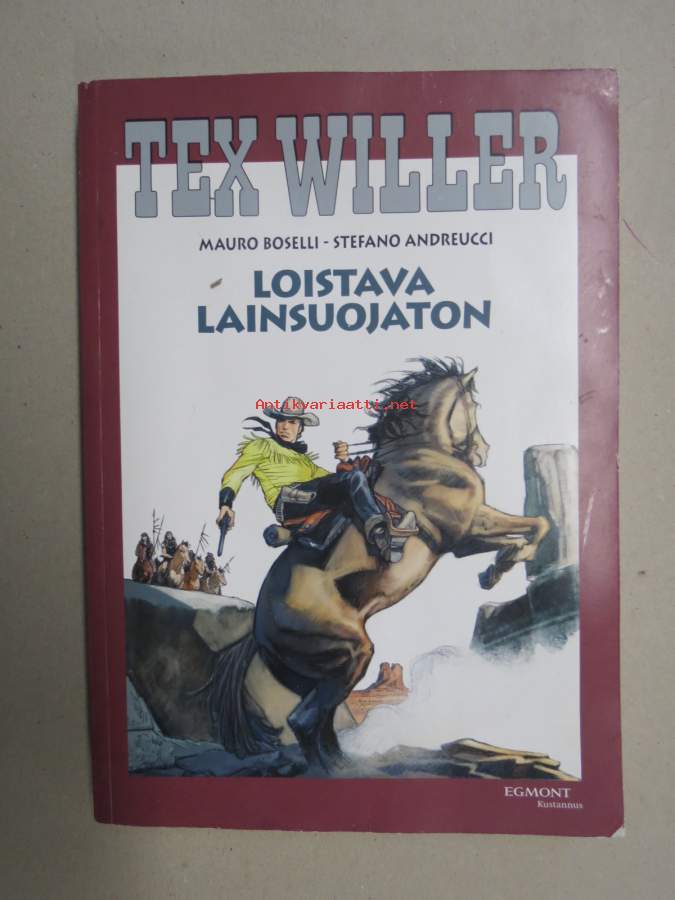 TEX WILLER
MAURO BOSELLI - STEFANO ANDREUCCI
LOISTAVA
LAINSUOJATON
Antikvariaatti.net
EGMONT
Kustannus